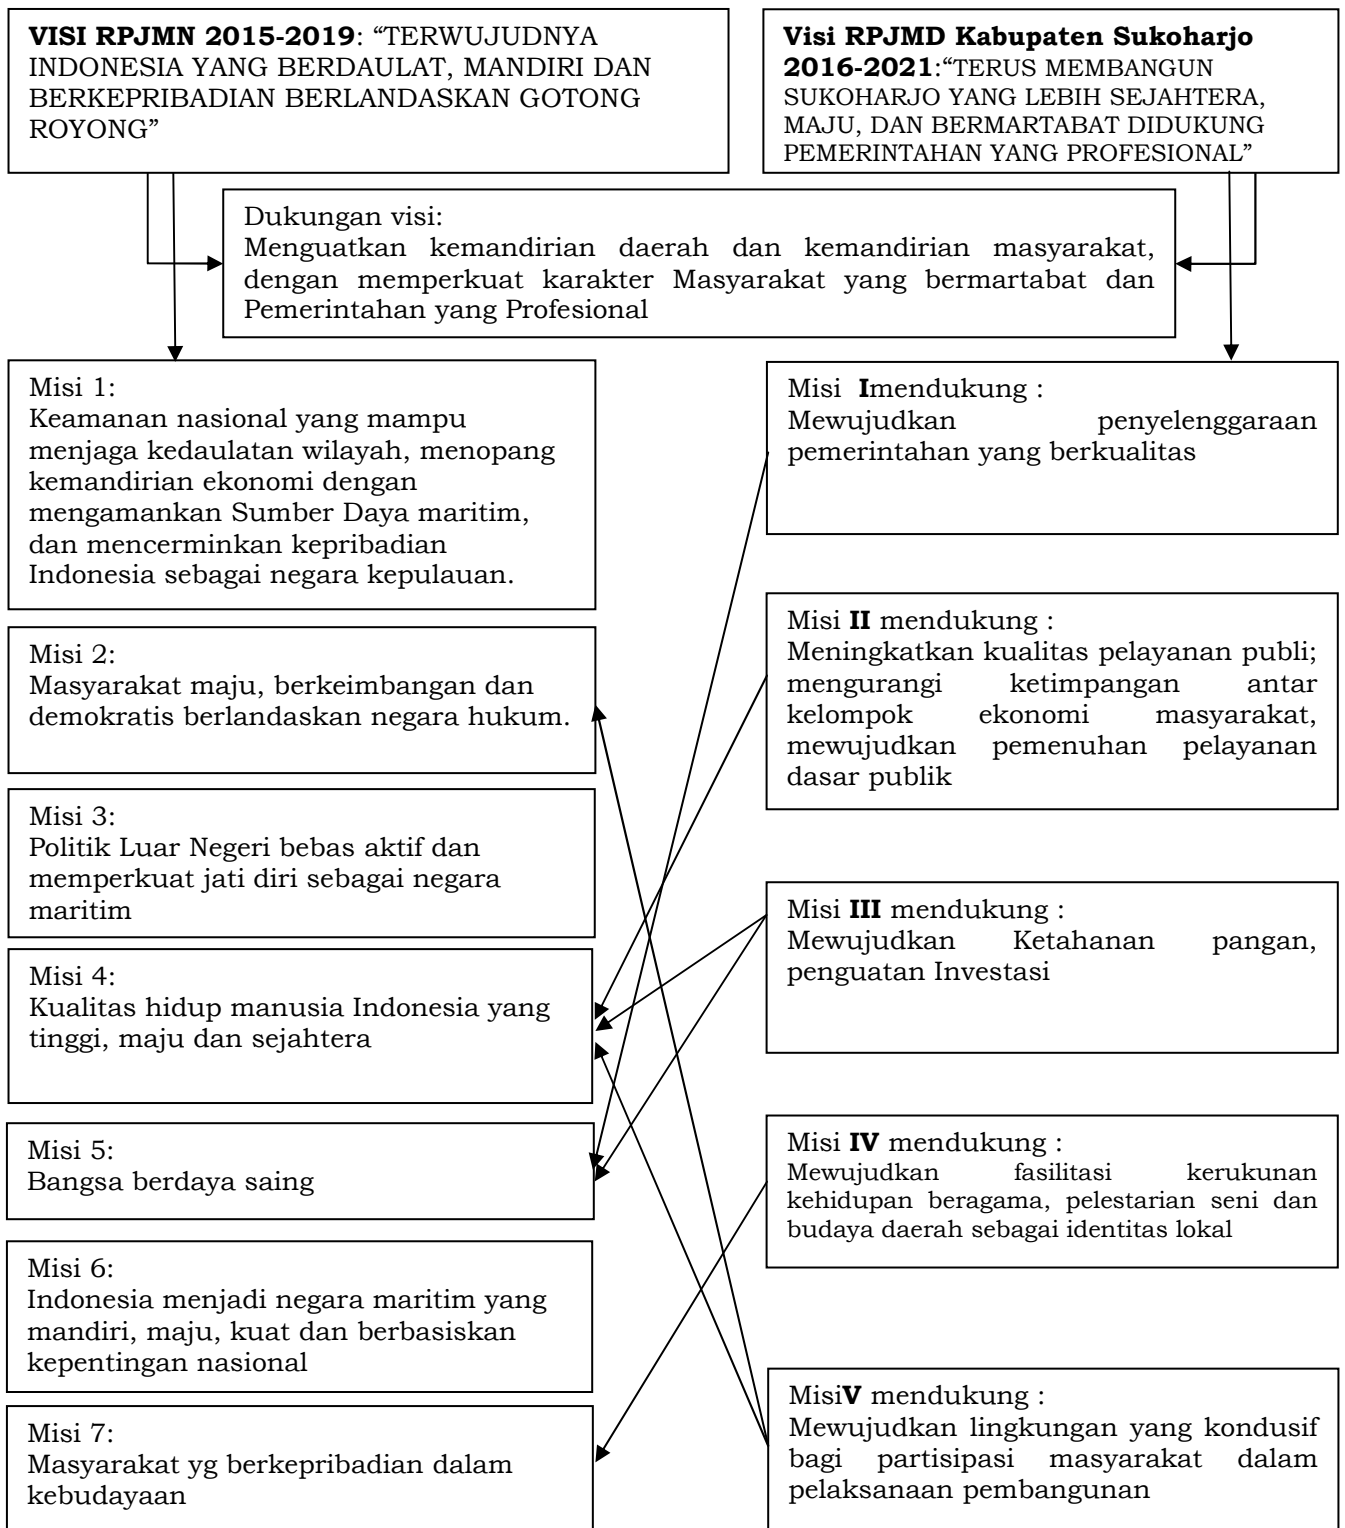 VISI RPJMN 2015-2019: “TERWUJUDNYA
INDONESIA YANG BERDAULAT, MANDIRI DAN
BERKEPRIBADIAN BERLANDASKAN GOTONG
ROYONG”
Visi RPJMD Kabupaten Sukoharjo
2016-2021:“TERUS MEMBANGUN
SUKOHARJO YANG LEBIH SEJAHTERA,
MAJU, DAN BERMARTABAT DIDUKUNG
PEMERINTAHAN YANG PROFESIONAL”
Dukungan visi:
Menguatkan kemandirian daerah dan kemandirian masyarakat,
dengan memperkuat karakter Masyarakat yang bermartabat dan
Pemerintahan yang Profesional
Misi 1:
Keamanan nasional yang mampu
menjaga kedaulatan wilayah, menopang
kemandirian ekonomi dengan
mengamankan Sumber Daya maritim,
dan mencerminkan kepribadian
Indonesia sebagai negara kepulauan.
Misi 2:
Masyarakat maju, berkeimbangan dan
demokratis berlandaskan negara hukum.
Misi 3:
Politik Luar Negeri bebas aktif dan
memperkuat jati diri sebagai negara
maritim
Misi 4:
Kualitas hidup manusia Indonesia yang
tinggi, maju dan sejahtera
Misi 5:
Bangsa berdaya saing
Misi 6:
Indonesia menjadi negara maritim yang
mandiri, maju, kuat dan berbasiskan
kepentingan nasional
Misi 7:
Masyarakat yg berkepribadian dalam
kebudayaan
Misi Imendukung :
Mewujudkan penyelenggaraan
pemerintahan yang berkualitas
Misi II mendukung :
Meningkatkan kualitas pelayanan publi;
mengurangi ketimpangan antar
kelompok ekonomi masyarakat,
mewujudkan pemenuhan pelayanan
dasar publik
Misi III mendukung :
Mewujudkan Ketahanan pangan,
penguatan Investasi
Misi IV mendukung :
Mewujudkan fasilitasi kerukunan
kehidupan beragama, pelestarian seni dan
budaya daerah sebagai identitas lokal
MisiV mendukung :
Mewujudkan lingkungan yang kondusif
bagi partisipasi masyarakat dalam
pelaksanaan pembangunan